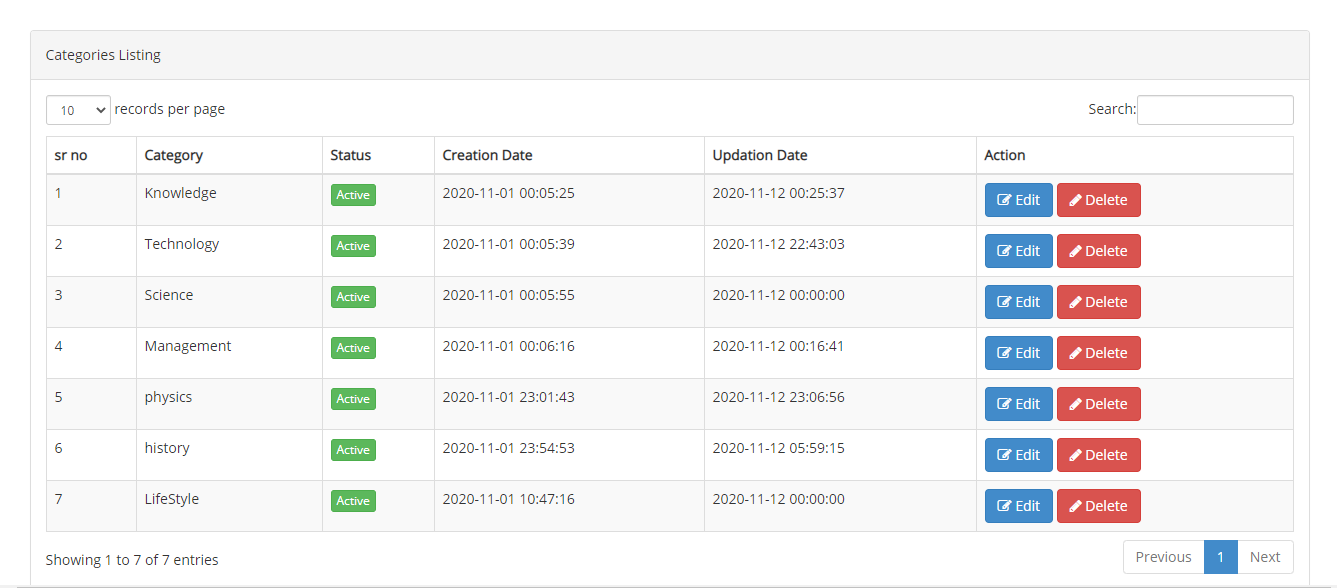 Categories Listing
10 records per page Search:
sr no Category Status Creation Date Updation Date Action
1 Knowledge Active 2020-11-01 00:05:25 2020-11-12 00:25:37 Edit Delete
2 Technology Active 2020-11-01 00:05:39 2020-11-12 22:43:03 Edit Delete
3 Science Active 2020-11-01 00:05:55 2020-11-12 00:00:00 Edit Delete
4 Management Active 2020-11-01 00:06:16 2020-11-12 00:16:41 Edit Delete
5 physics Active 2020-11-01 23:01:43 2020-11-12 23:06:56 Edit Delete
6 history Active 2020-11-01 23:54:53 2020-11-12 05:59:15 Edit Delete
7 LifeStyle Active 2020-11-01 10:47:16 2020-11-12 00:00:00 Edit Delete
Showing 1 to 7 of 7 entries Previous 1 Next